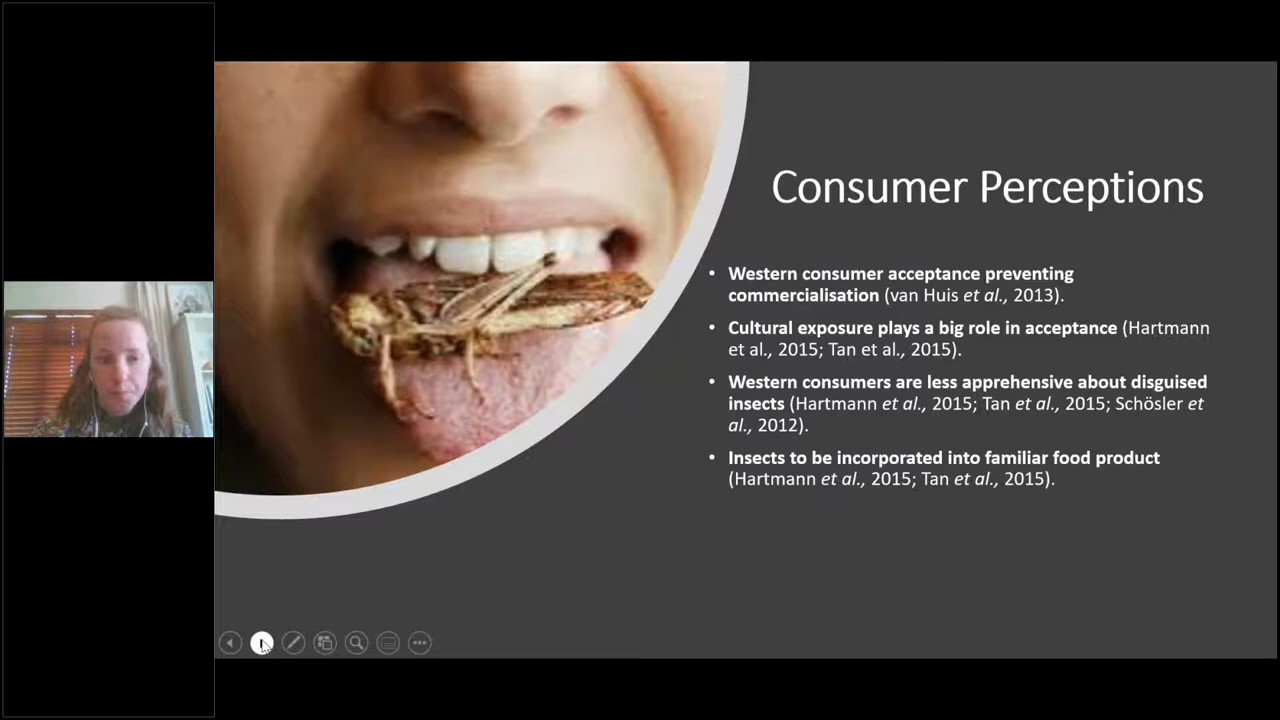 Consumer Perceptions
• Western consumer acceptance preventing
commercialisation (van Huis et al., 2013).
• Cultural exposure plays a big role in acceptance (Hartmann
et al., 2015; Tan et al., 2015).
• Western consumers are less apprehensive about disguised
insects (Hartmann et al., 2015; Tan et al., 2015; Schösler et
al., 2012).
• Insects to be incorporated into familiar food product
(Hartmann et al., 2015; Tan et al., 2015).